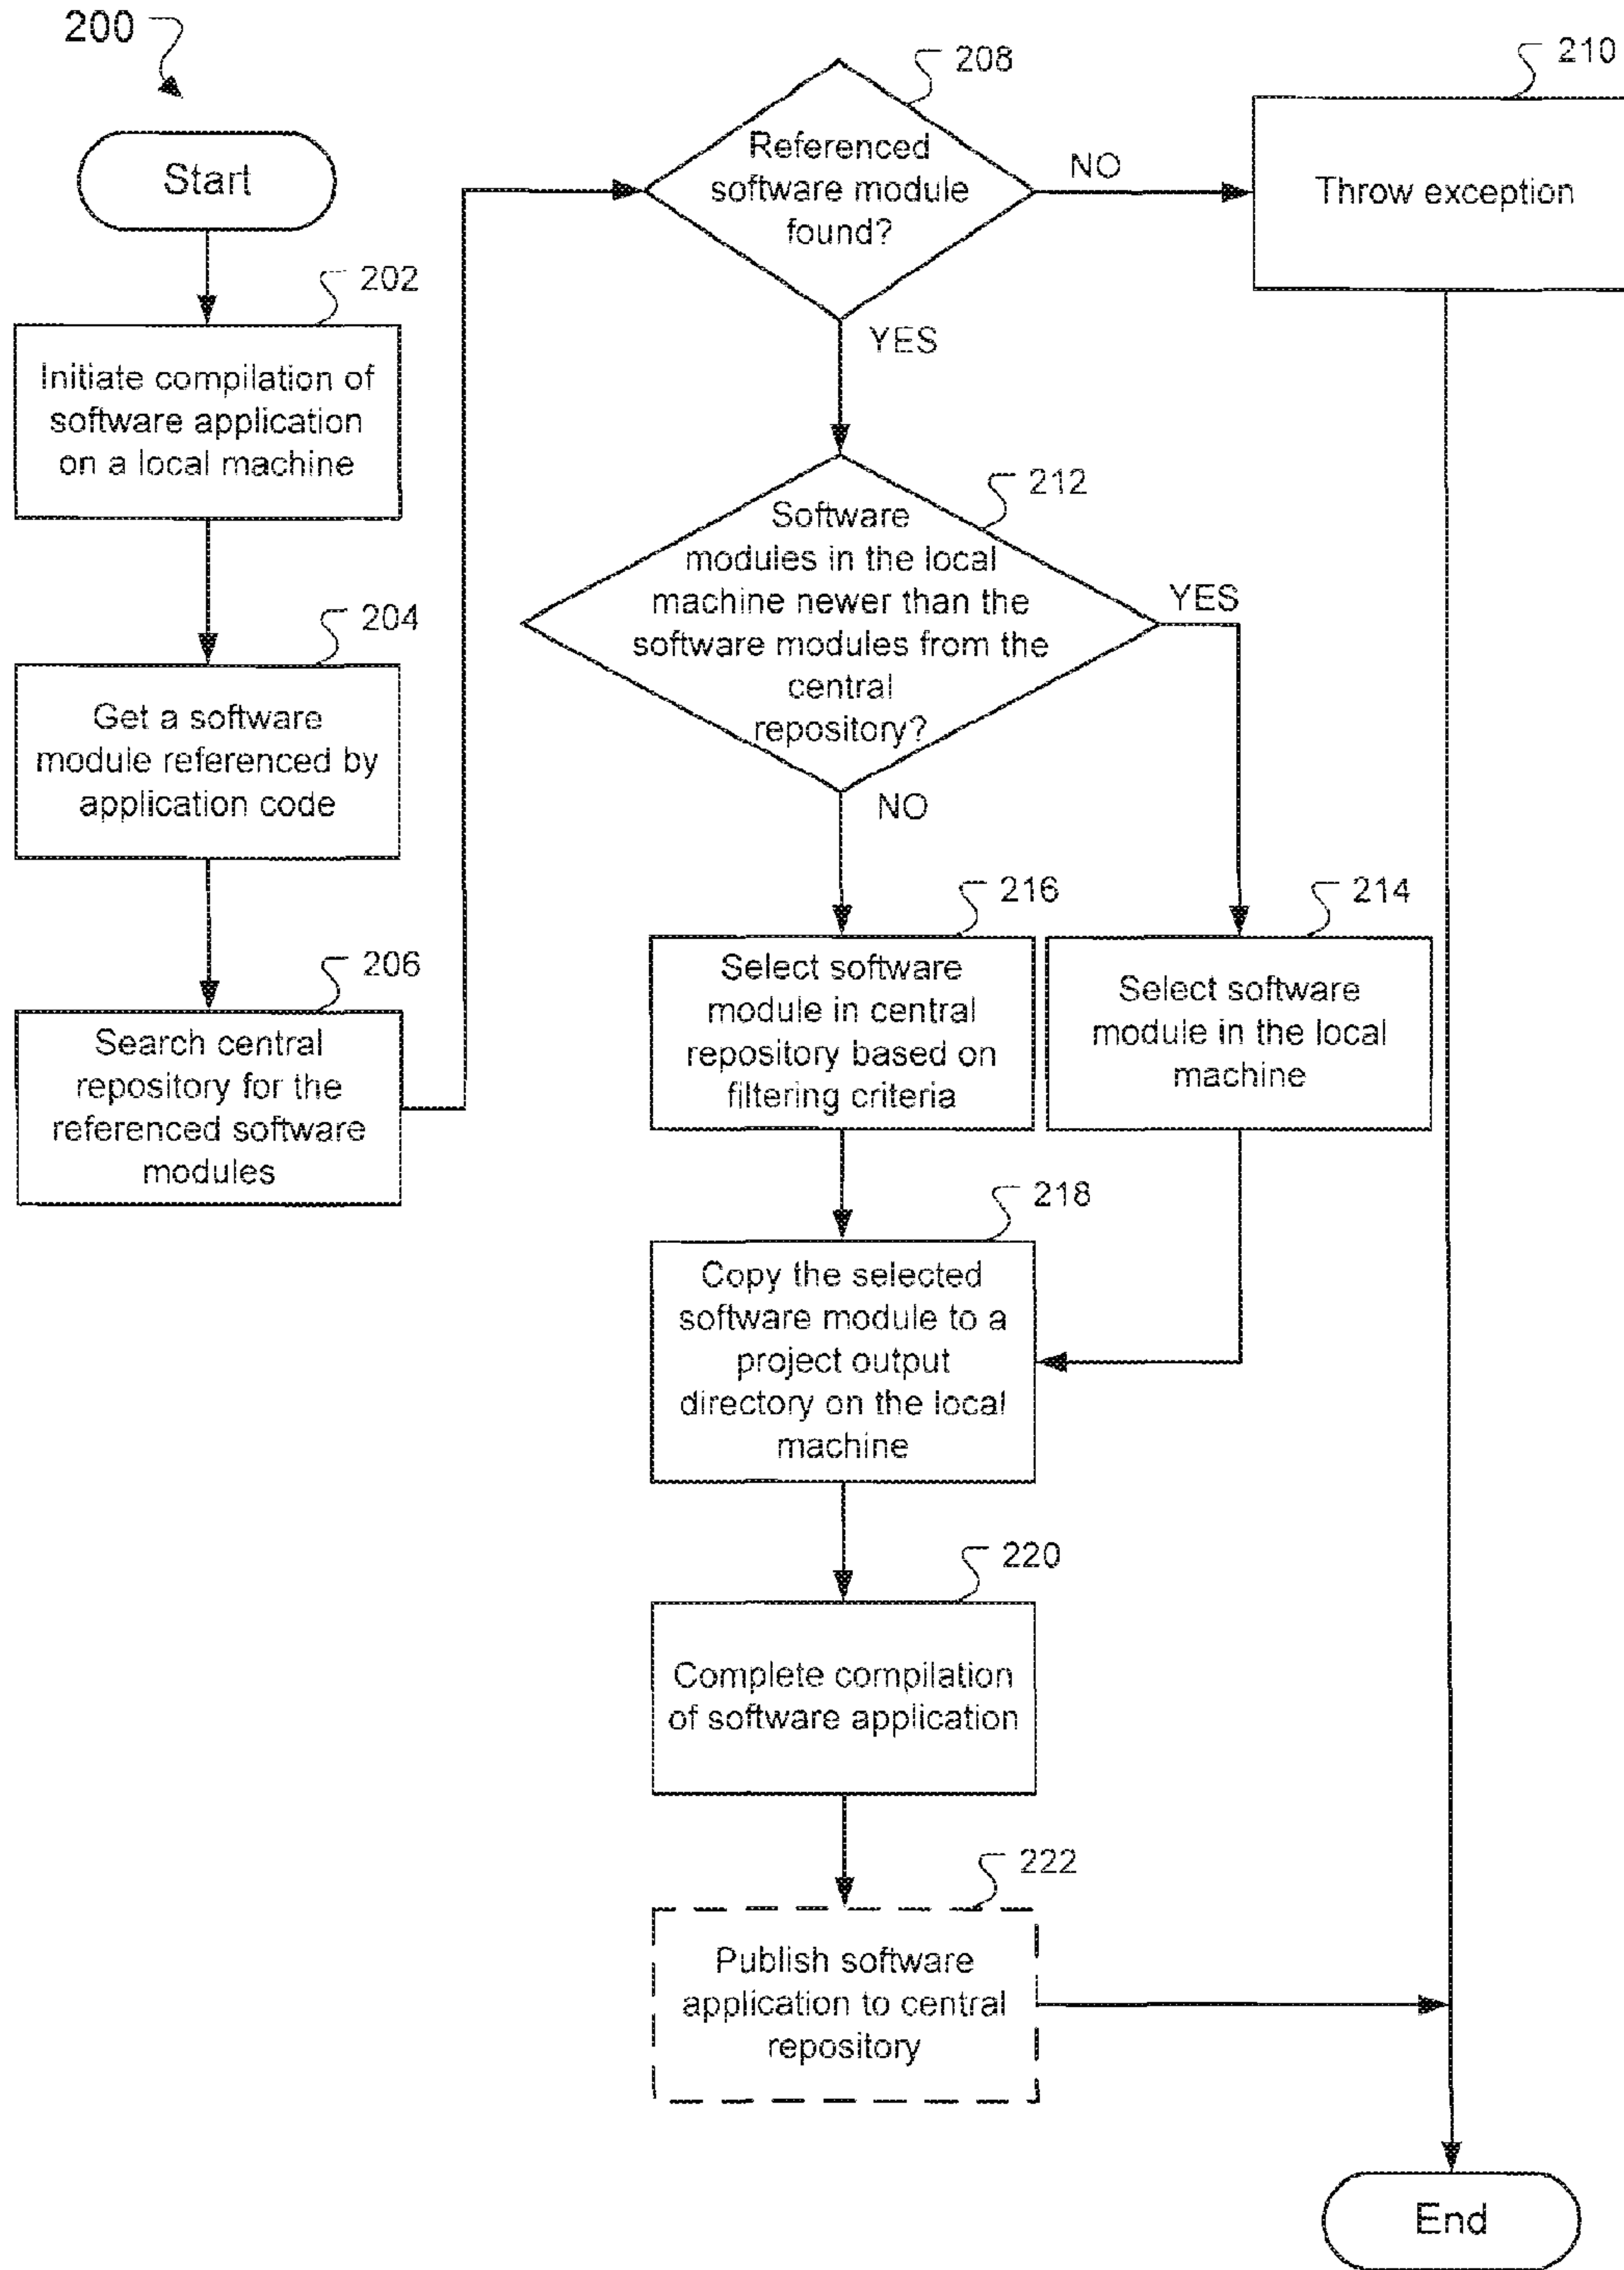 200
Start
202
Initiate compilation of
software application
on a local machine
204
Get a software
module referenced by
application code
206
Search central
repository for the
referenced software
modules
208
Referenced
software module
found?
NO
YES
210
Throw exception
212
Software
modules in the local
machine newer than the
software modules from the
central
repository?
YES
NO
216
Select software
module in central
repository based on
filtering criteria
214
Select software
module in the local
machine
218
Copy the selected
software module to a
project output
directory on the local
machine
220
Complete compilation
of software application
222
Publish software
application to central
repository
End